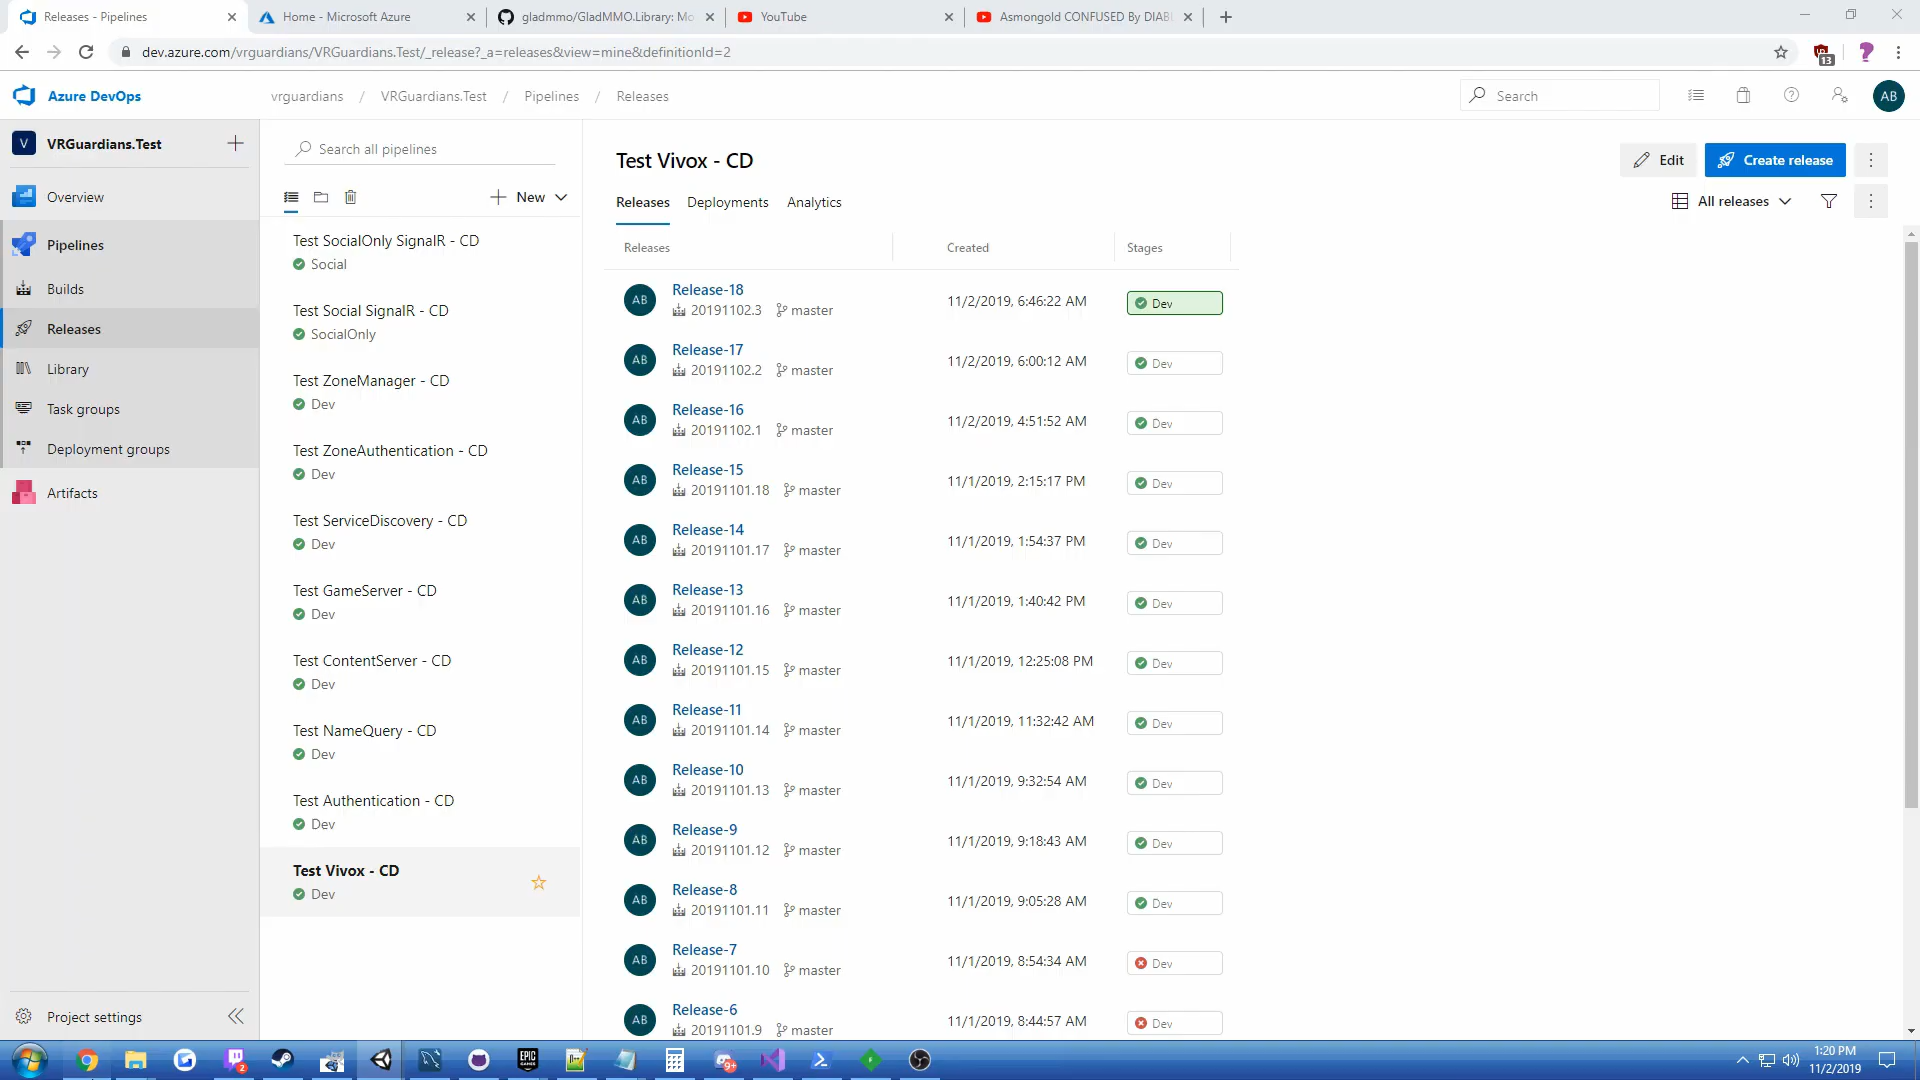 Releases - Pipelines
Home - Microsoft Azure
gladmmo/GladMMO.Library: Mo
YouTube
Asmongold CONFUSED By DIAB
dev.azure.com/vrguardians/VRGuardians.Test/_release?_a=releases&view=mine&definitionId=2
13
Azure DevOps
vrguardians / VRGuardians.Test / Pipelines / Releases
Search
AB
V VRGuardians.Test
Overview
Pipelines
Builds
Releases
Library
Task groups
Deployment groups
Artifacts
Project settings
Search all pipelines
New
Test SocialOnly SignalR - CD
Social
Test Social SignalR - CD
SocialOnly
Test ZoneManager - CD
Dev
Test ZoneAuthentication - CD
Dev
Test ServiceDiscovery - CD
Dev
Test GameServer - CD
Dev
Test ContentServer - CD
Dev
Test NameQuery - CD
Dev
Test Authentication - CD
Dev
Test Vivox - CD
Dev
Test Vivox - CD
Edit
Create release
Releases Deployments Analytics
All releases
Releases Created Stages
AB Release-18 11/2/2019, 6:46:22 AM Dev
20191102.3 master
AB Release-17 11/2/2019, 6:00:12 AM Dev
20191102.2 master
AB Release-16 11/2/2019, 4:51:52 AM Dev
20191102.1 master
AB Release-15 11/1/2019, 2:15:17 PM Dev
20191101.18 master
AB Release-14 11/1/2019, 1:54:37 PM Dev
20191101.17 master
AB Release-13 11/1/2019, 1:40:42 PM Dev
20191101.16 master
AB Release-12 11/1/2019, 12:25:08 PM Dev
20191101.15 master
AB Release-11 11/1/2019, 11:32:42 AM Dev
20191101.14 master
AB Release-10 11/1/2019, 9:32:54 AM Dev
20191101.13 master
AB Release-9 11/1/2019, 9:18:43 AM Dev
20191101.12 master
AB Release-8 11/1/2019, 9:05:28 AM Dev
20191101.11 master
AB Release-7 11/1/2019, 8:54:34 AM Dev
20191101.10 master
AB Release-6 11/1/2019, 8:44:57 AM Dev
20191101.9 master
2
EPIC GAMES
9+
1:20 PM
11/2/2019